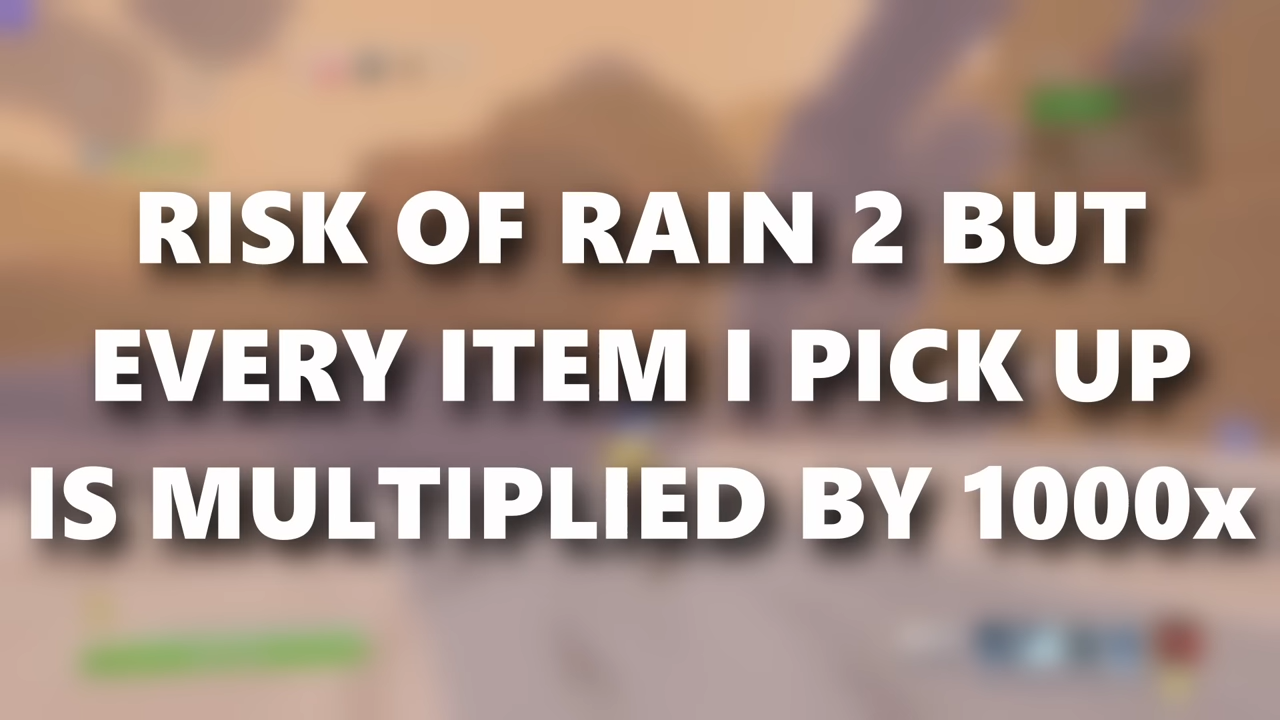 RISK OF RAIN 2 BUT
EVERY ITEM I PICK UP
IS MULTIPLIED BY 1000x